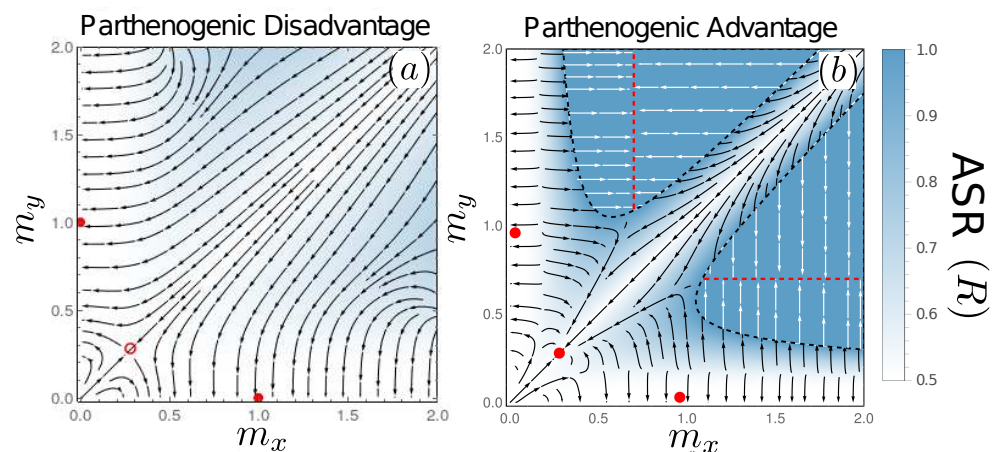 Parthenogenic Disadvantage
(a)
2.0
1.5
1.0
0.5
0.0
0.0 0.5 1.0 1.5 2.0
m_y
m_x
Parthenogenic Advantage
(b)
2.0
1.5
1.0
0.5
0.0
0.0 0.5 1.0 1.5 2.0
m_y
m_x
1.0
0.9
0.8
0.7
0.6
0.5
ASR (R)